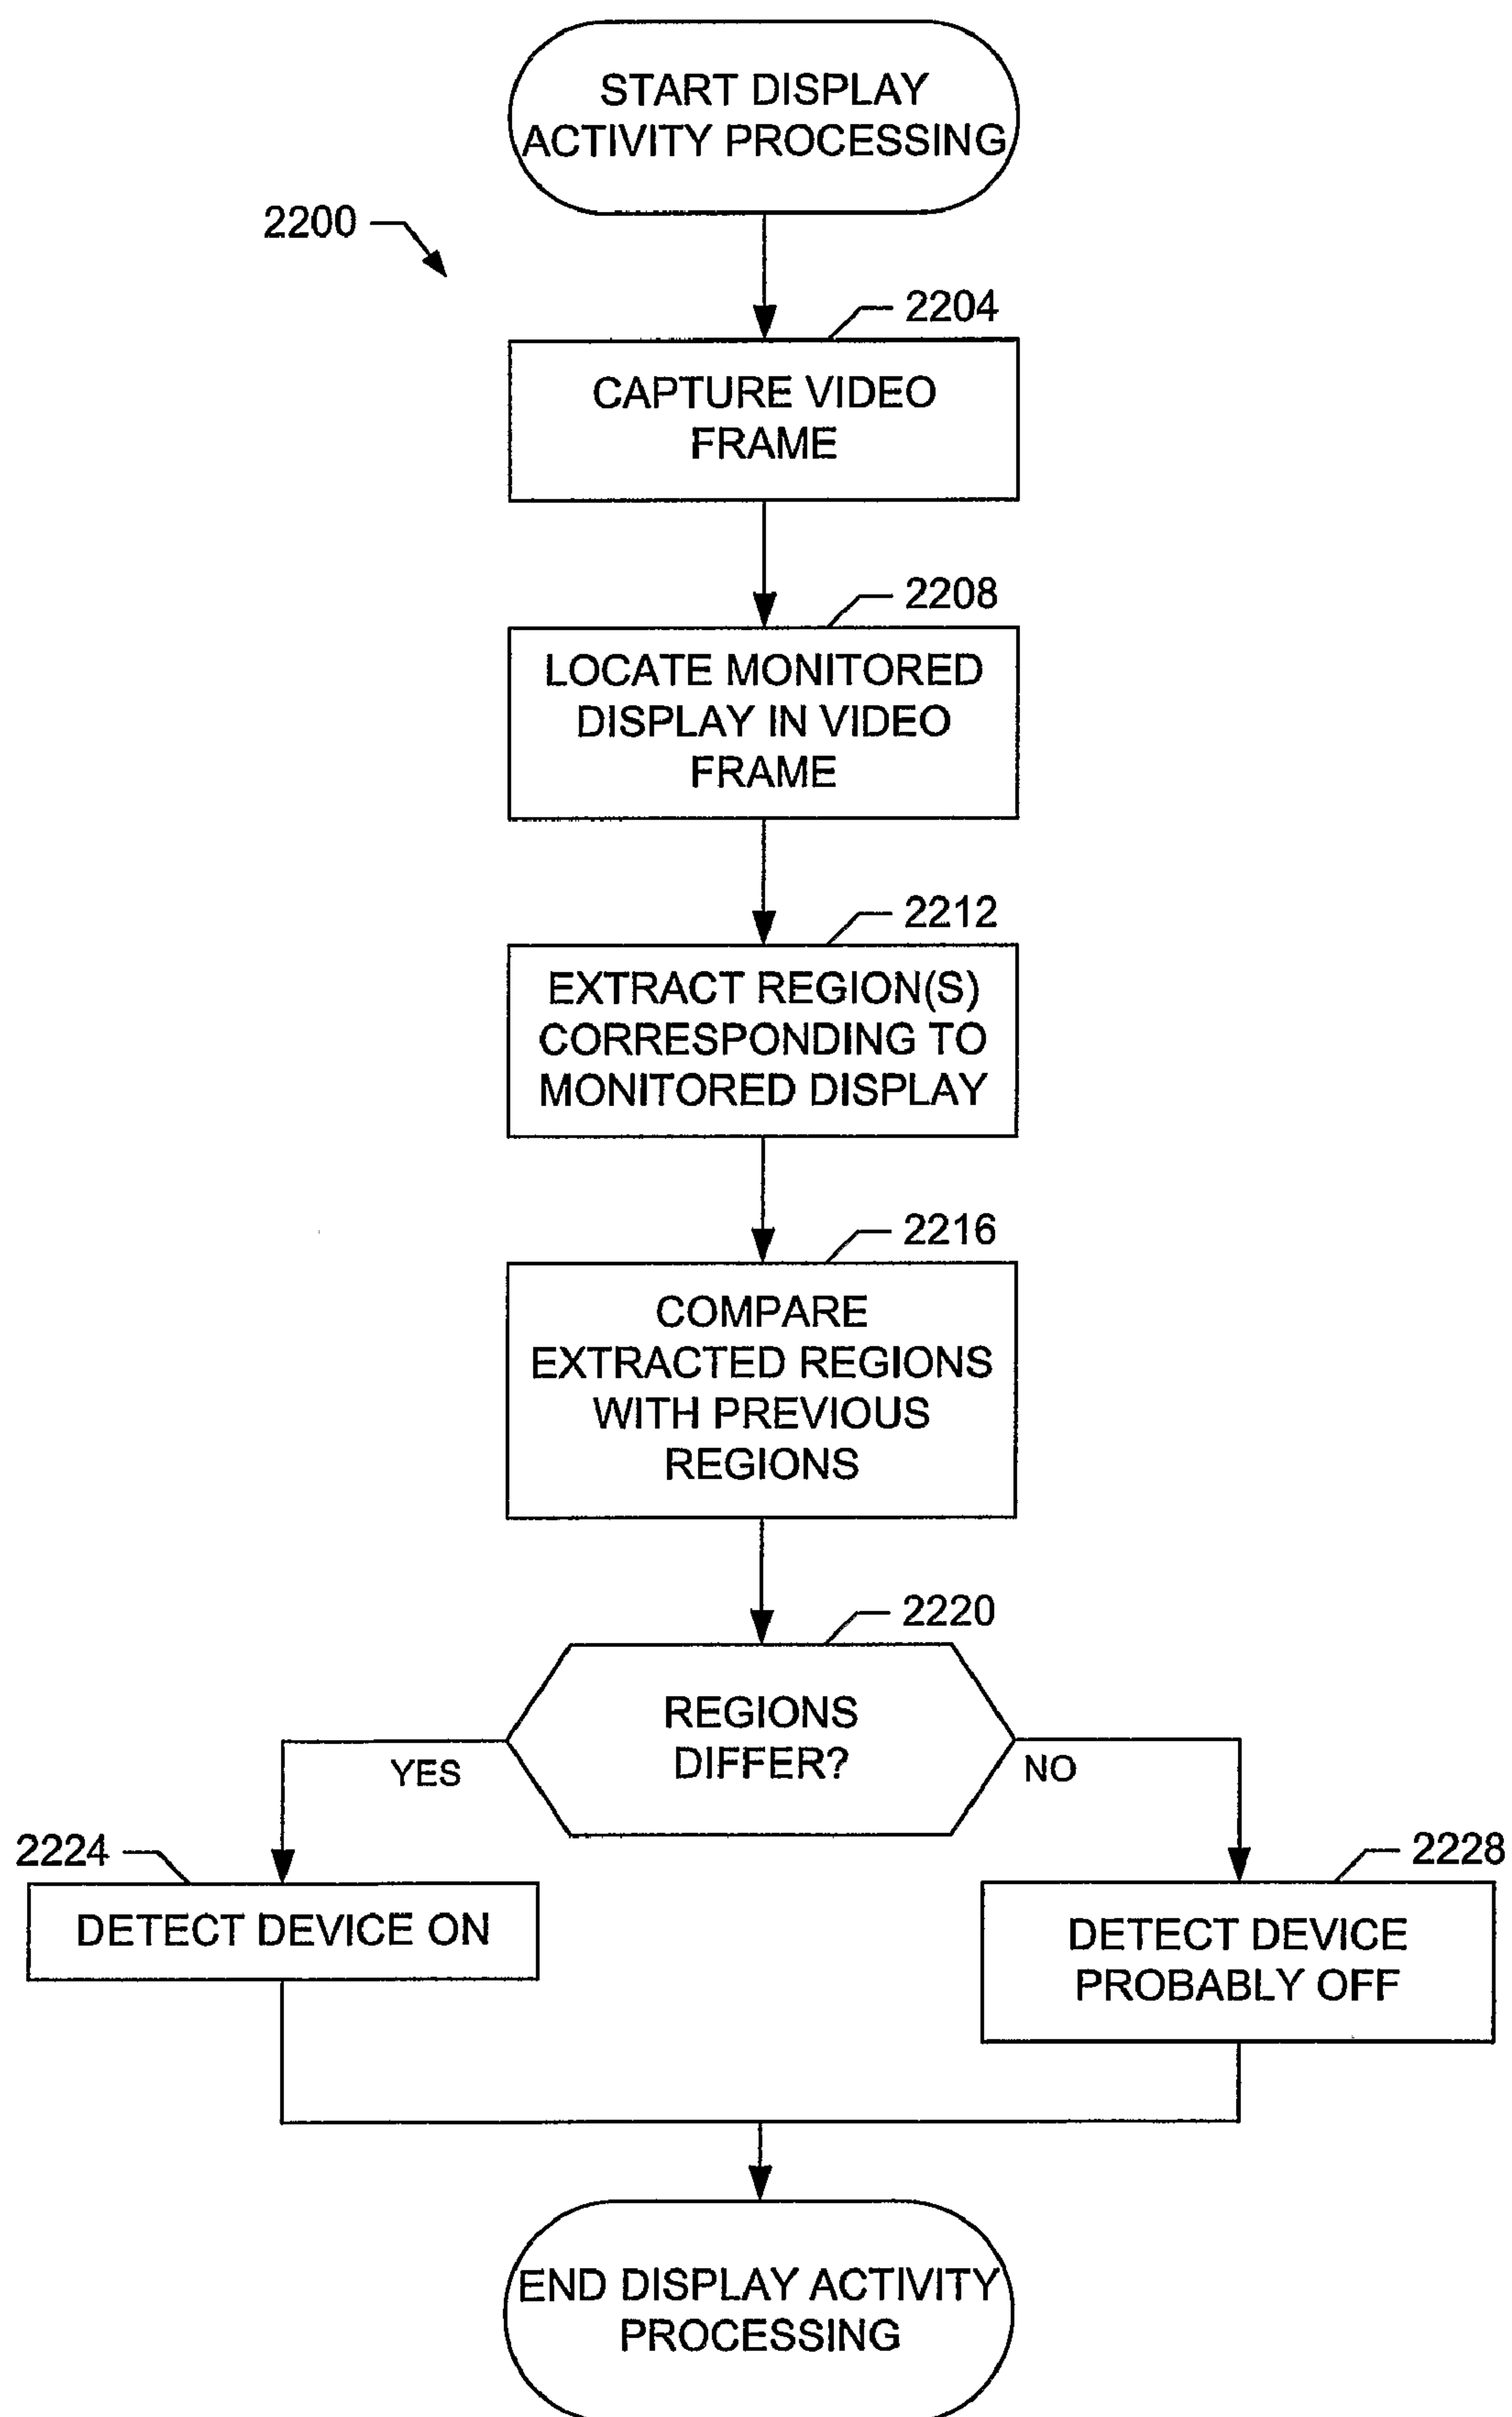 START DISPLAY
ACTIVITY PROCESSING
2200
2204
CAPTURE VIDEO
FRAME
2208
LOCATE MONITORED
DISPLAY IN VIDEO
FRAME
2212
EXTRACT REGION(S)
CORRESPONDING TO
MONITORED DISPLAY
2216
COMPARE
EXTRACTED REGIONS
WITH PREVIOUS
REGIONS
2220
REGIONS
DIFFER?
YES
NO
2224
DETECT DEVICE ON
2228
DETECT DEVICE
PROBABLY OFF
END DISPLAY ACTIVITY
PROCESSING